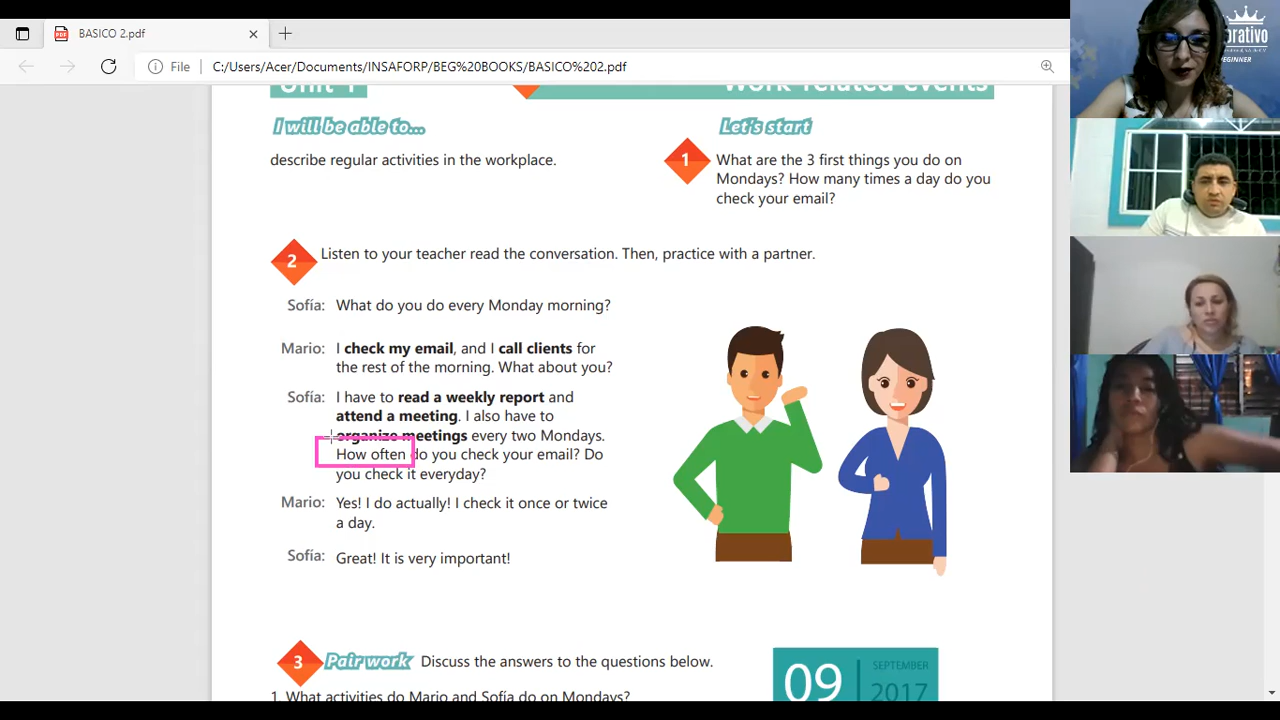 BASICO 2.pdf
File C:/Users/Acer/Documents/INSAFORP/BEG%20BOOKS/BASICO%202.pdf
Unit 1
Work related events
I will be able to...
describe regular activities in the workplace.
Let's start
1
What are the 3 first things you do on
Mondays? How many times a day do you
check your email?
2 Listen to your teacher read the conversation. Then, practice with a partner.
Sofía: What do you do every Monday morning?
Mario: I check my email, and I call clients for
the rest of the morning. What about you?
Sofía: I have to read a weekly report and
attend a meeting. I also have to
organize meetings every two Mondays.
How often do you check your email? Do
you check it everyday?
Mario: Yes! I do actually! I check it once or twice
a day.
Sofía: Great! It is very important!
3 Pair work Discuss the answers to the questions below.
1. What activities do Mario and Sofía do on Mondays?
09
SEPTEMBER
2017